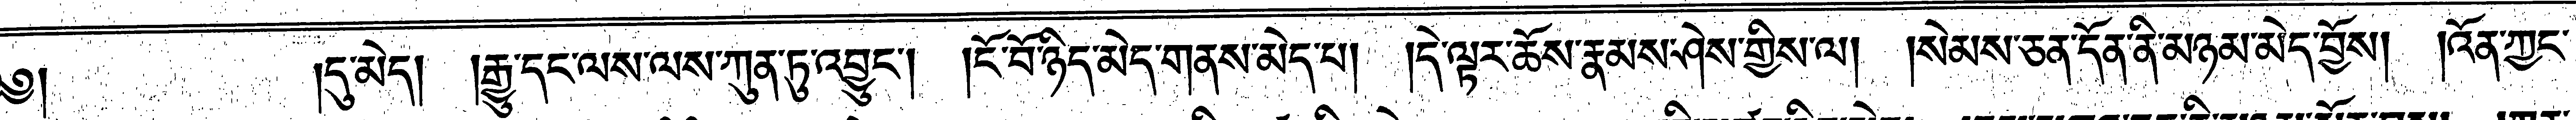 ༄། །དུ་མེད། །རྒྱུ་དང་ལས་ལས་ཀུན་ཏུ་འབྱུང་། །ངོ་བོ་ཉིད་མེད་གནས་མེད་པ། །དེ་ལྟར་ཆོས་རྣམས་ཤེས་གྱིས་ལ། །སེམས་ཅན་དོན་ནི་མཉམ་མེད་བྱོས། །འོན་ཀྱང་